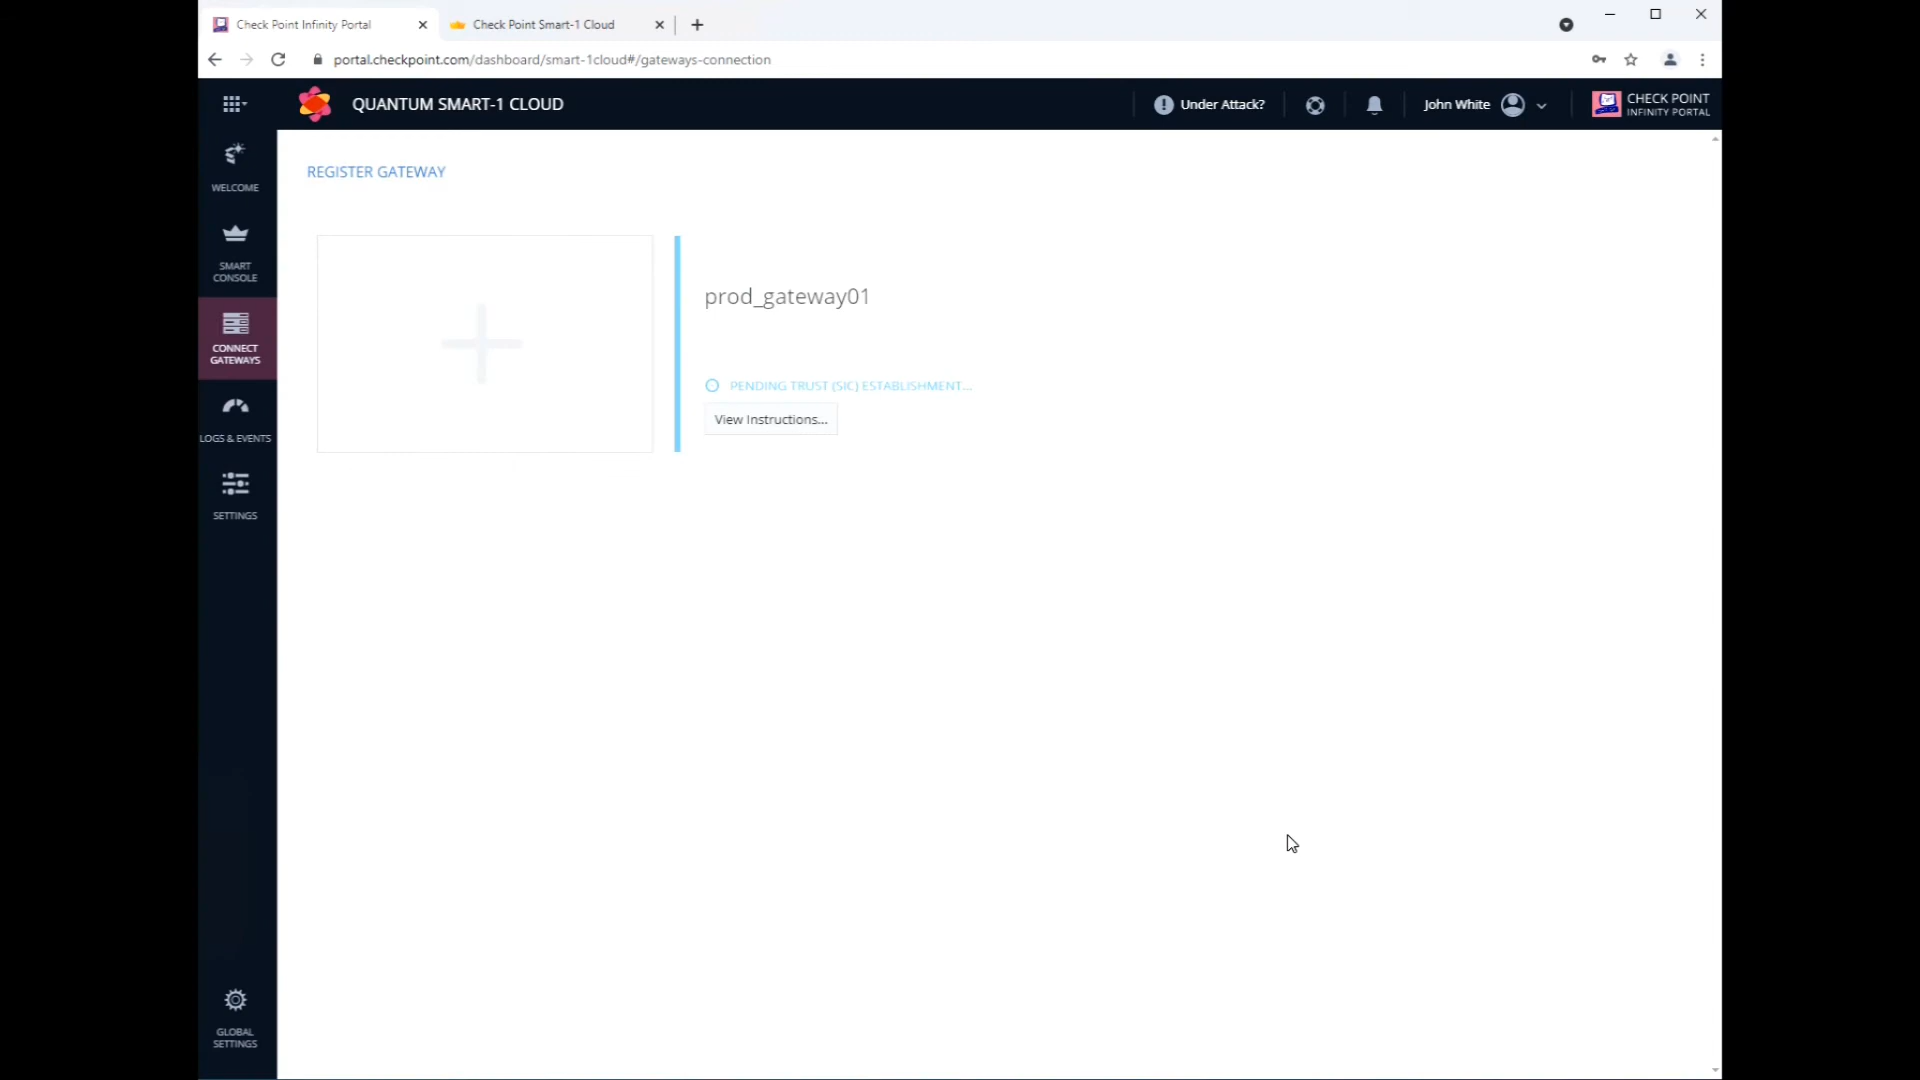 Check Point Infinity Portal
Check Point Smart-1 Cloud
portal.checkpoint.com/dashboard/smart-1cloud#/gateways-connection
QUANTUM SMART-1 CLOUD
Under Attack?
John White
CHECK POINT
INFINITY PORTAL
WELCOME
SMART
CONSOLE
CONNECT
GATEWAYS
LOGS & EVENTS
SETTINGS
GLOBAL
SETTINGS
REGISTER GATEWAY
prod_gateway01
PENDING TRUST (SIC) ESTABLISHMENT...
View Instructions...